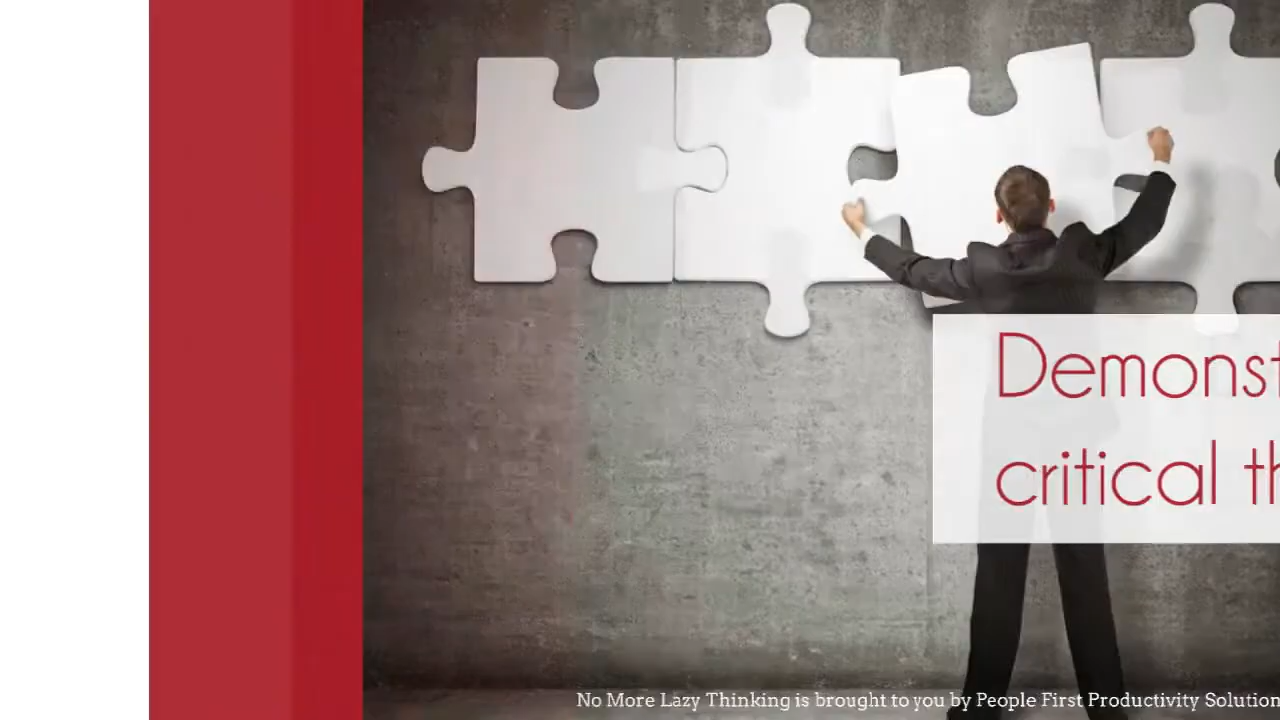 Demonst
critical th
No More Lazy Thinking is brought to you by People First Productivity Solution